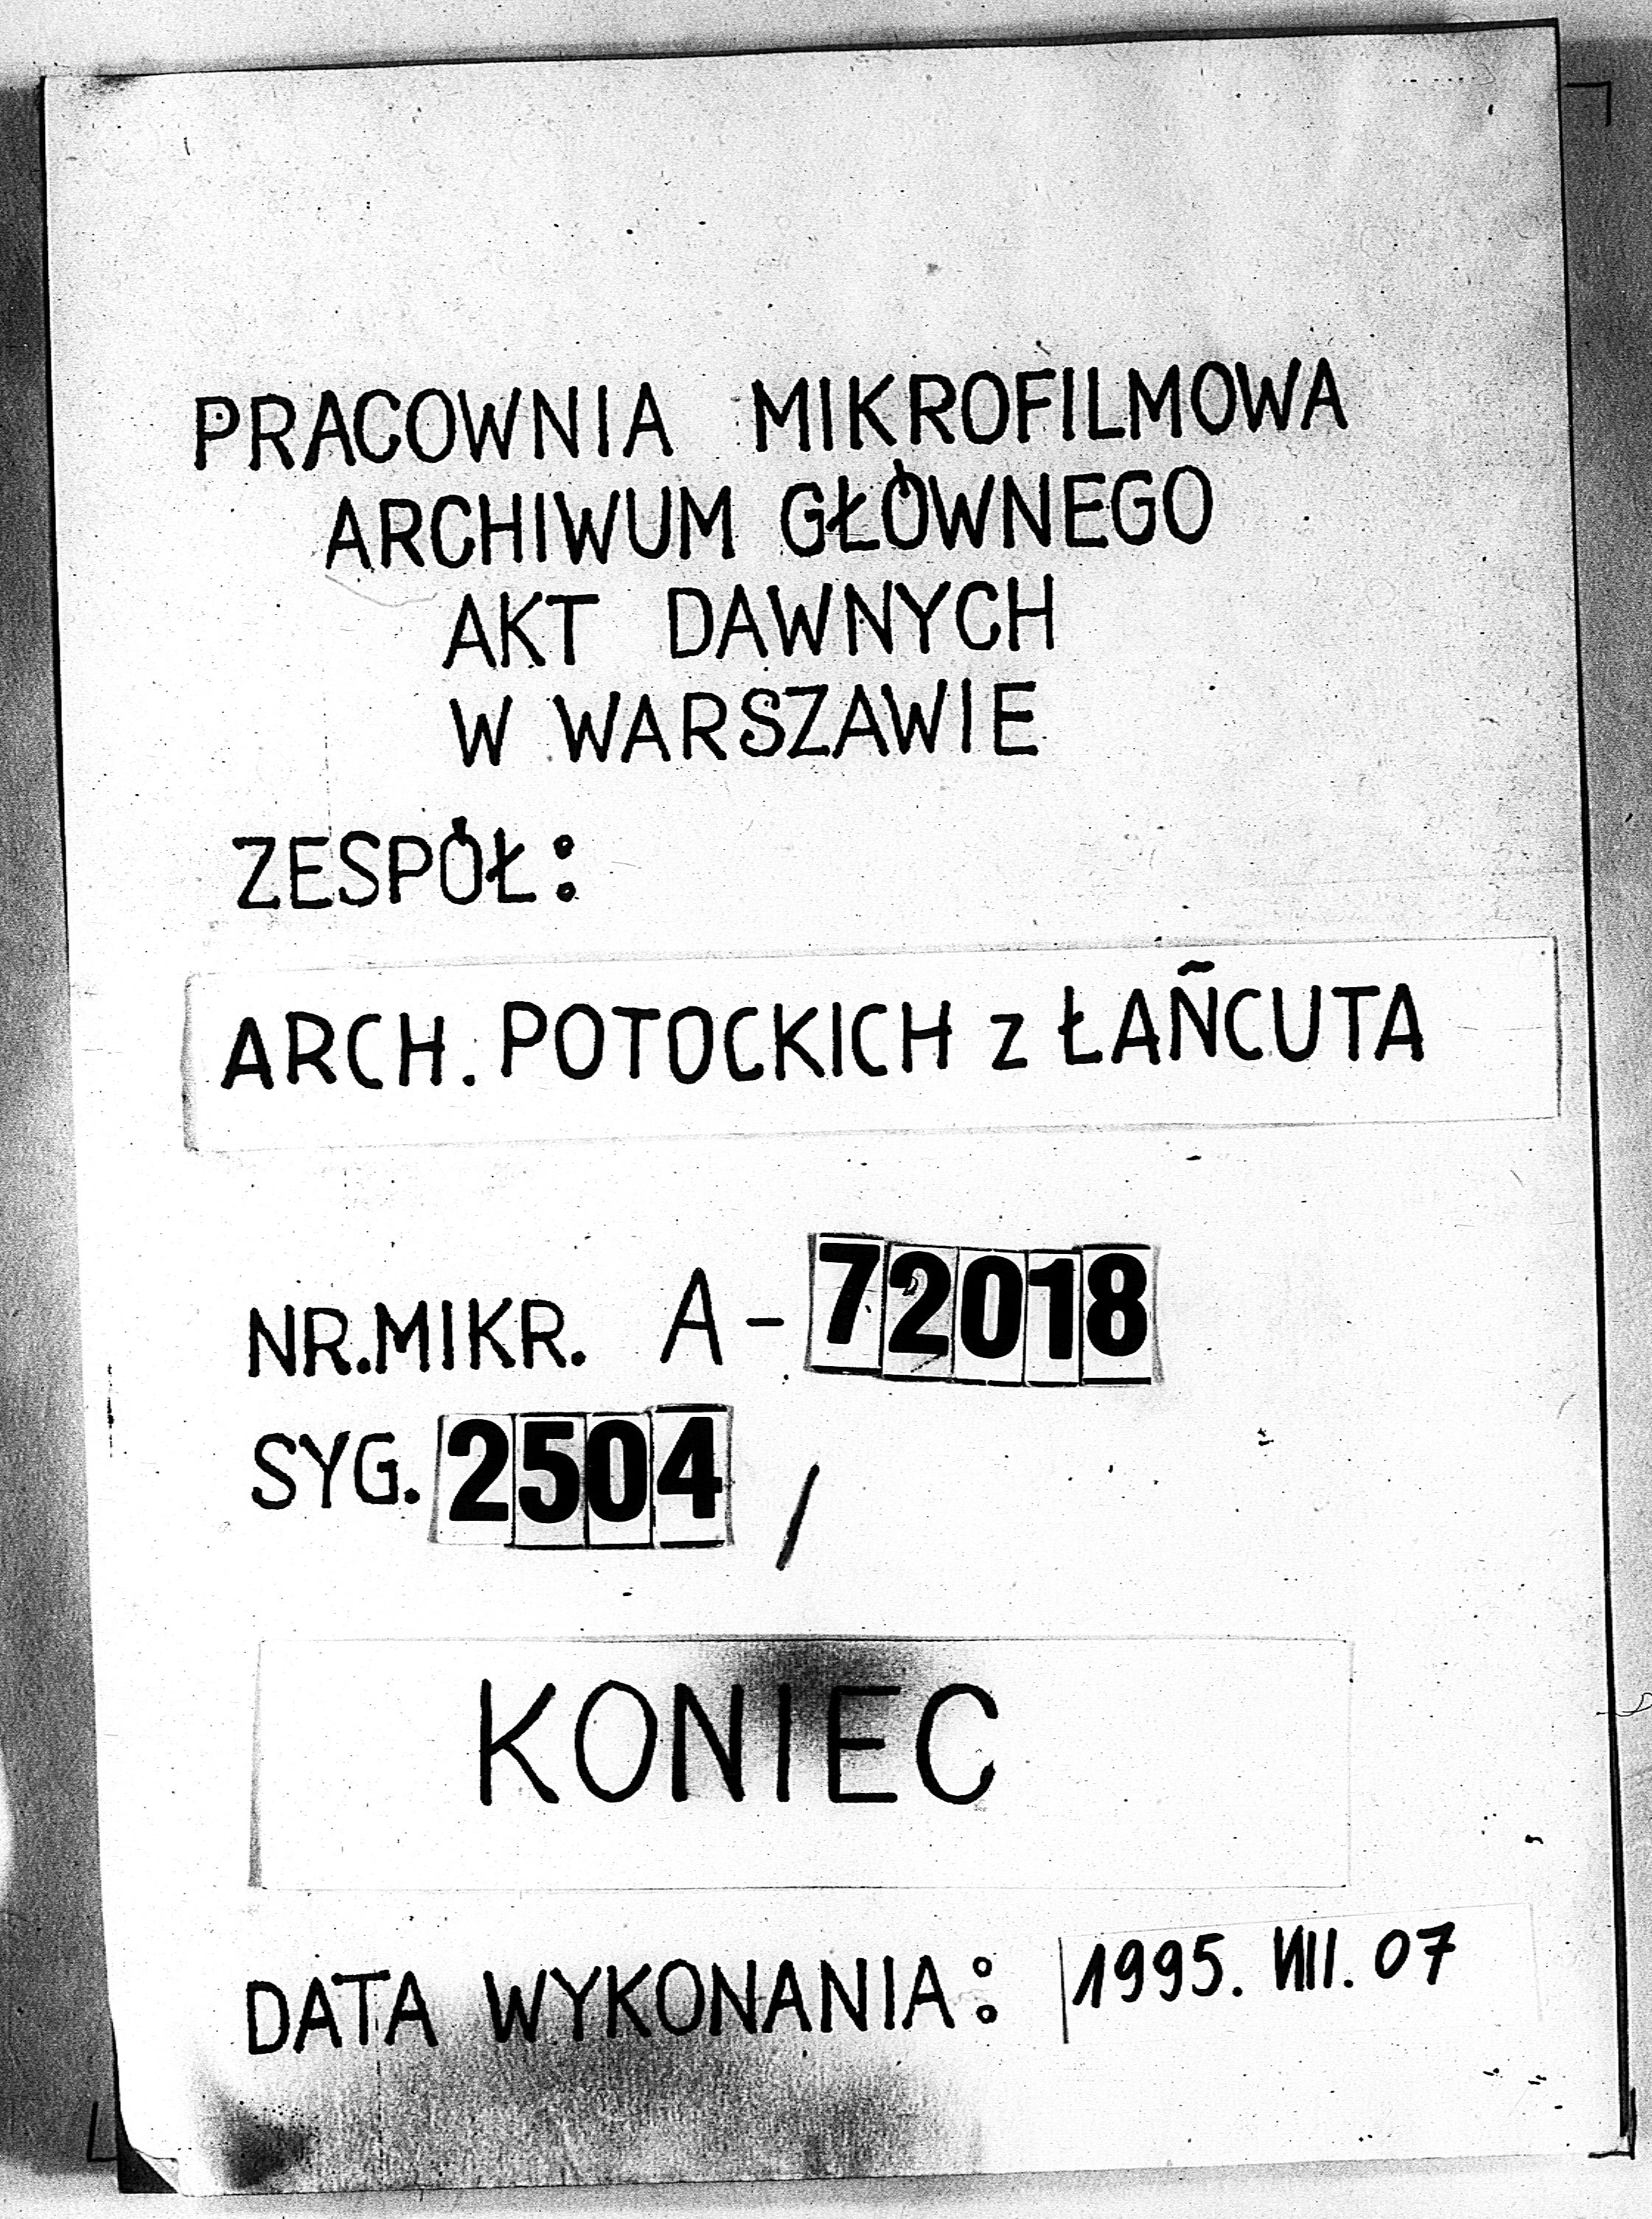 PRACOWNIA MIKROFILMOWA
ARCHIWUM GŁÓWNEGO
AKT DAWNYCH
W WARSZAWIE
ZESPÓŁ:
ARCH. POTOCKICH z ŁAŃCUTA
NR.MIKR. A-72018
SYG. 2504 /
KONIEC
DATA WYKONANIA: 1995. VIII. 07